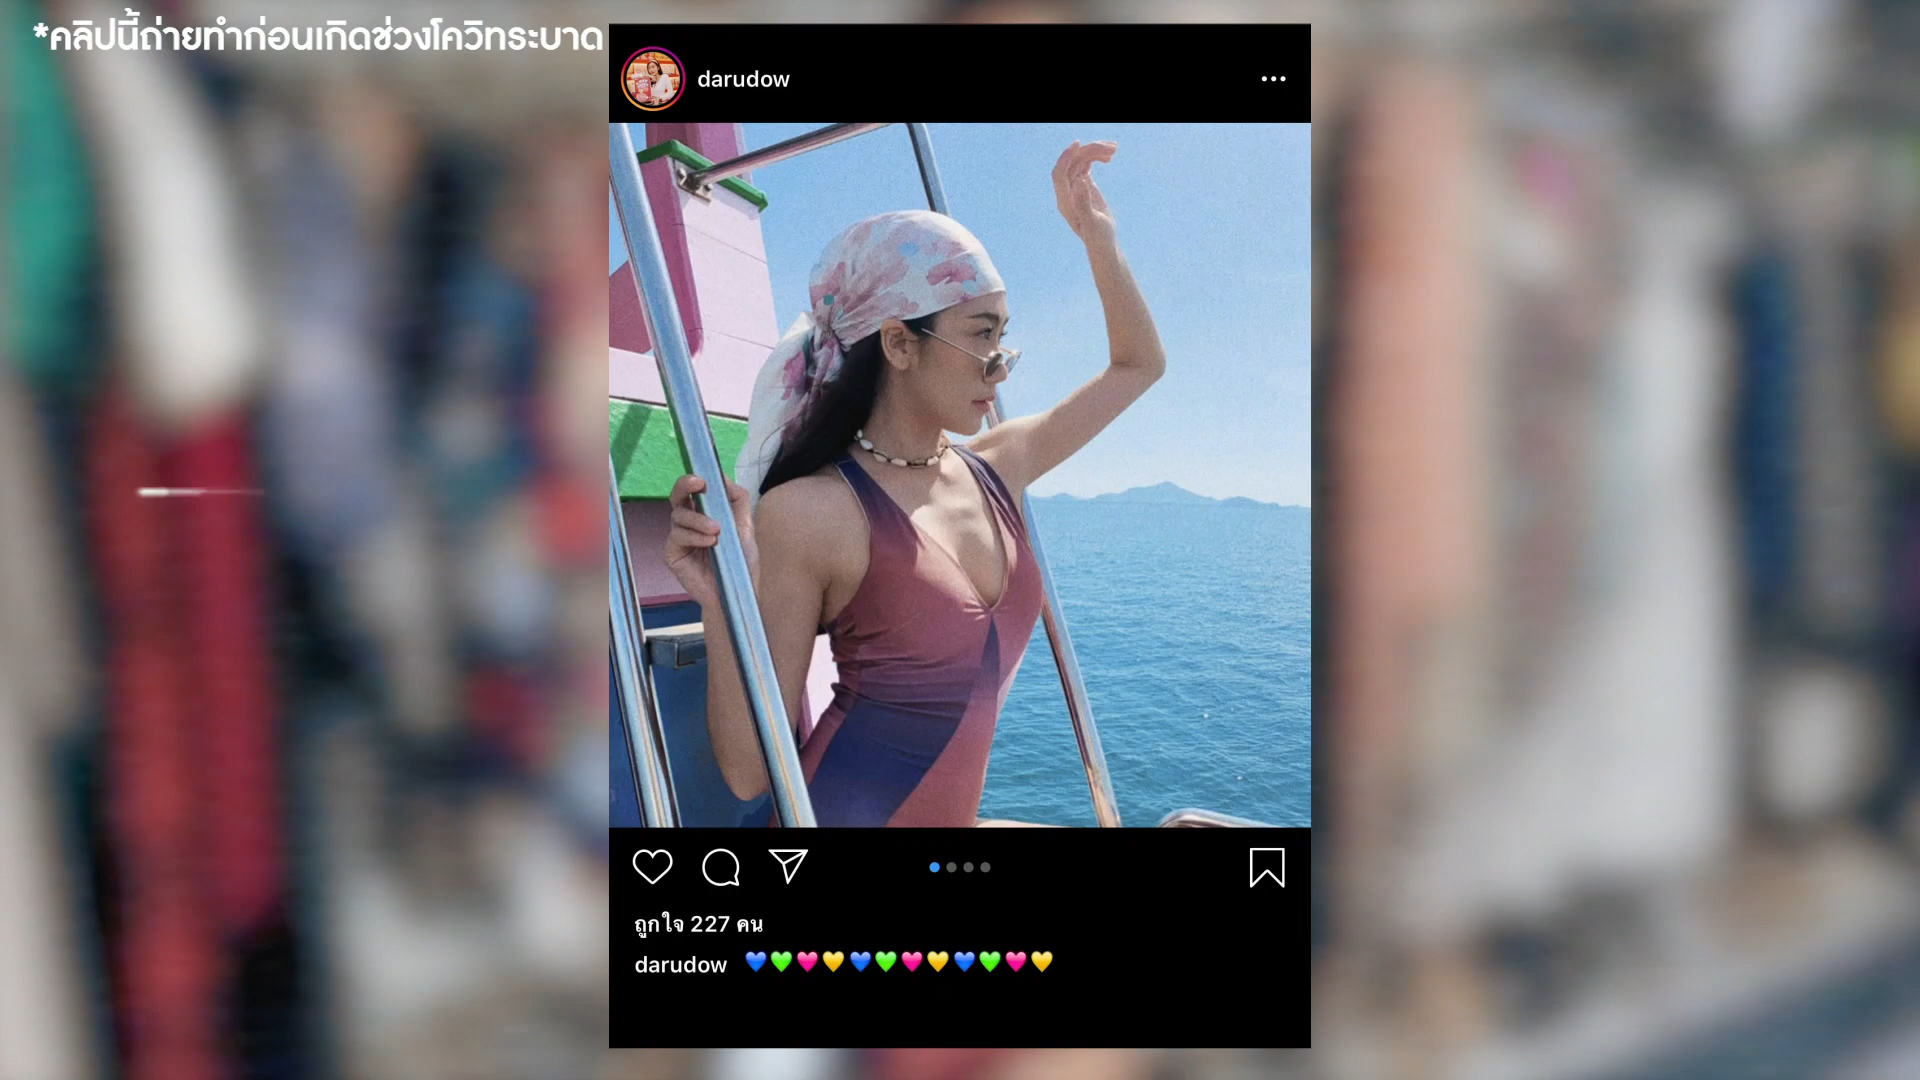 *คลิปนี้ถ่ายทำก่อนเกิดช่วงโควิทระบาด
darudow
ถูกใจ 227 คน
darudow 💙💚💗💛💙💚💗💛💙💚💗💛